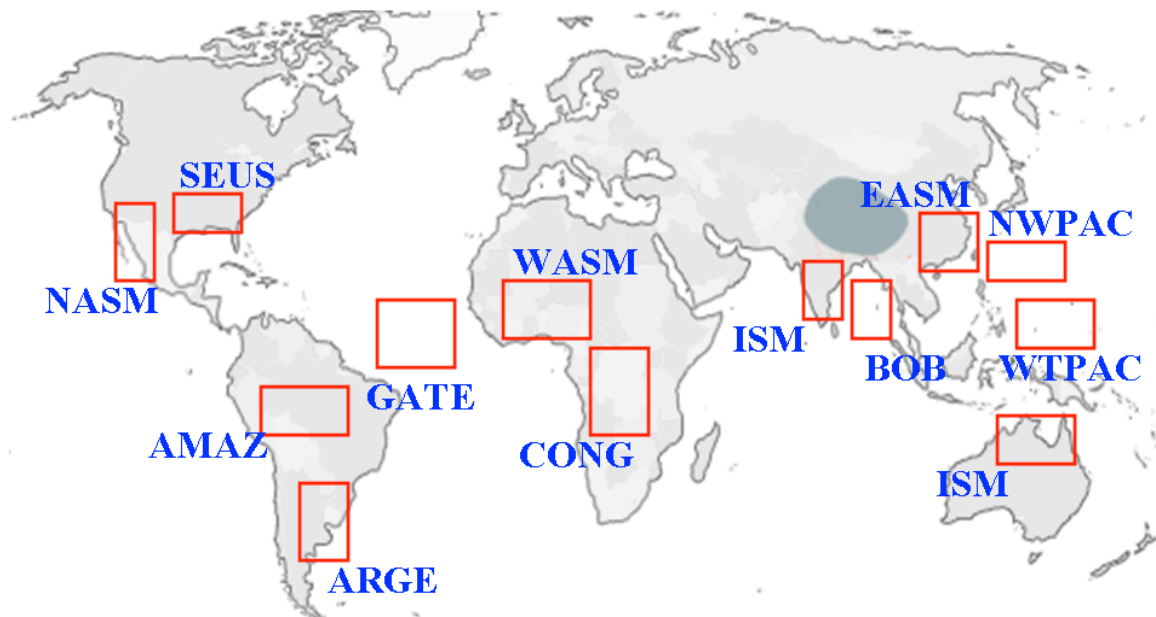 SEUS
EASM
NWPAC
WASM
NASM
ISM
BOB
WTPAC
GATE
AMAZ
CONG
ISM
ARGE